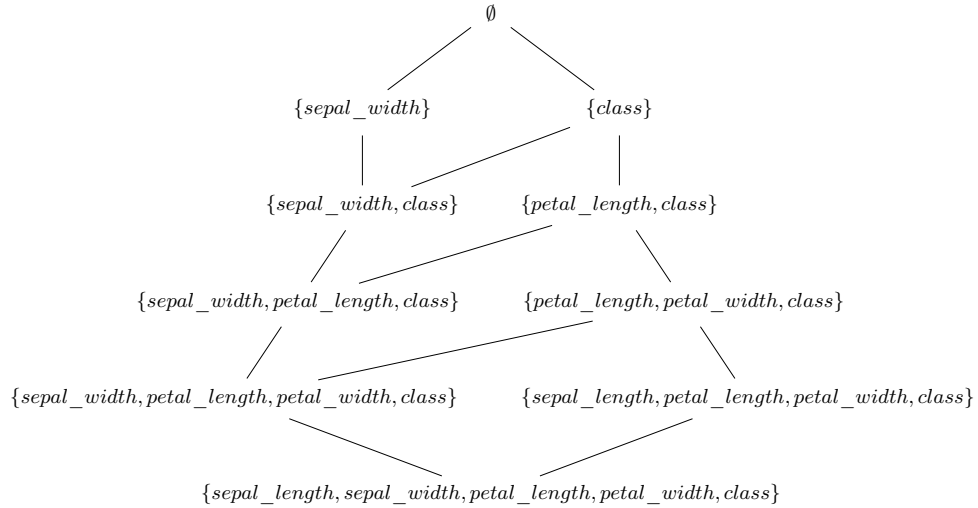 ∅
{sepal_width} {class}
{sepal_width, class} {petal_length, class}
{sepal_width, petal_length, class} {petal_length, petal_width, class}
{sepal_width, petal_length, petal_width, class} {sepal_length, petal_length, petal_width, class}
{sepal_length, sepal_width, petal_length, petal_width, class}